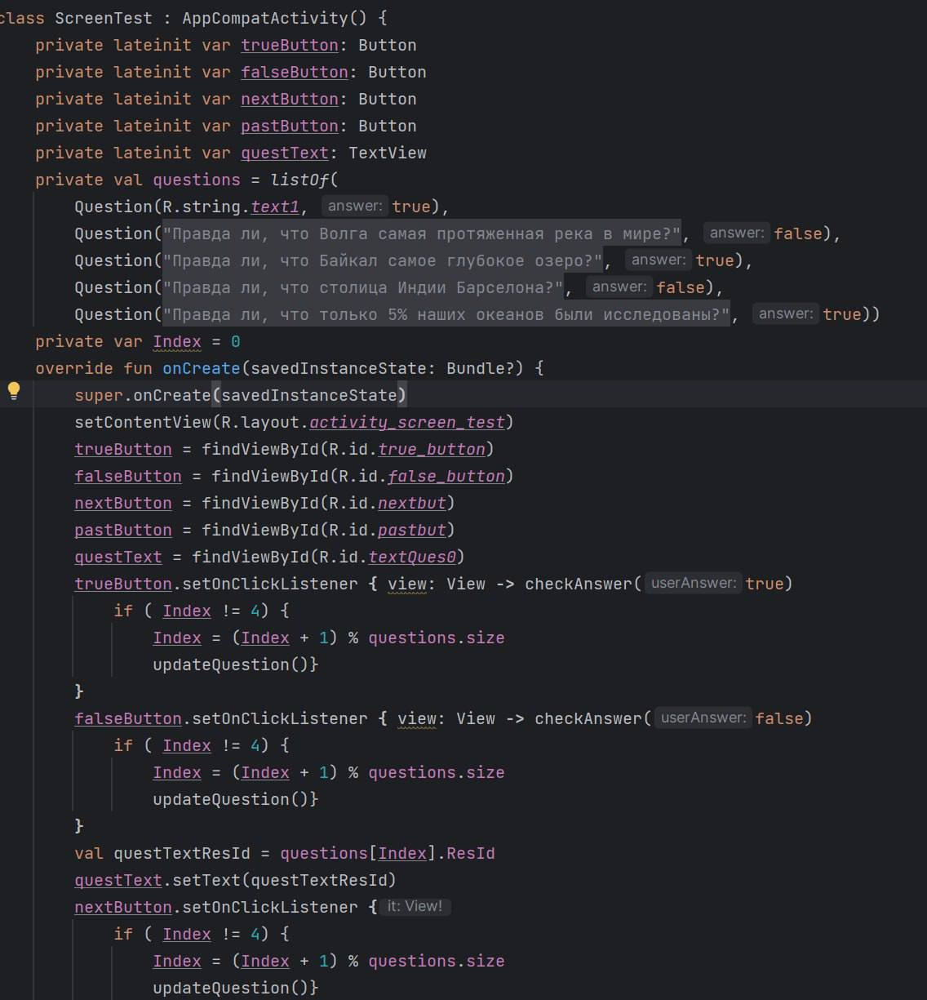 class ScreenTest : AppCompatActivity() {
    private lateinit var trueButton: Button
    private lateinit var falseButton: Button
    private lateinit var nextButton: Button
    private lateinit var pastButton: Button
    private lateinit var questText: TextView
    private val questions = listOf(
        Question(R.string.text1, answer: true),
        Question("Правда ли, что Волга самая протяженная река в мире?", answer: false),
        Question("Правда ли, что Байкал самое глубокое озеро?", answer: true),
        Question("Правда ли, что столица Индии Барселона?", answer: false),
        Question("Правда ли, что только 5% наших океанов были исследованы?", answer: true))
    private var Index = 0
    override fun onCreate(savedInstanceState: Bundle?) {
        super.onCreate(savedInstanceState)
        setContentView(R.layout.activity_screen_test)
        trueButton = findViewById(R.id.true_button)
        falseButton = findViewById(R.id.false_button)
        nextButton = findViewById(R.id.nextbut)
        pastButton = findViewById(R.id.pastbut)
        questText = findViewById(R.id.textQues0)
        trueButton.setOnClickListener { view: View -> checkAnswer( userAnswer: true)
            if ( Index != 4) {
                Index = (Index + 1) % questions.size
                updateQuestion()}
        }
        falseButton.setOnClickListener { view: View -> checkAnswer( userAnswer: false)
            if ( Index != 4) {
                Index = (Index + 1) % questions.size
                updateQuestion()}
        }
        val questTextResId = questions[Index].ResId
        questText.setText(questTextResId)
        nextButton.setOnClickListener { it: View!
            if ( Index != 4) {
                Index = (Index + 1) % questions.size
                updateQuestion()}